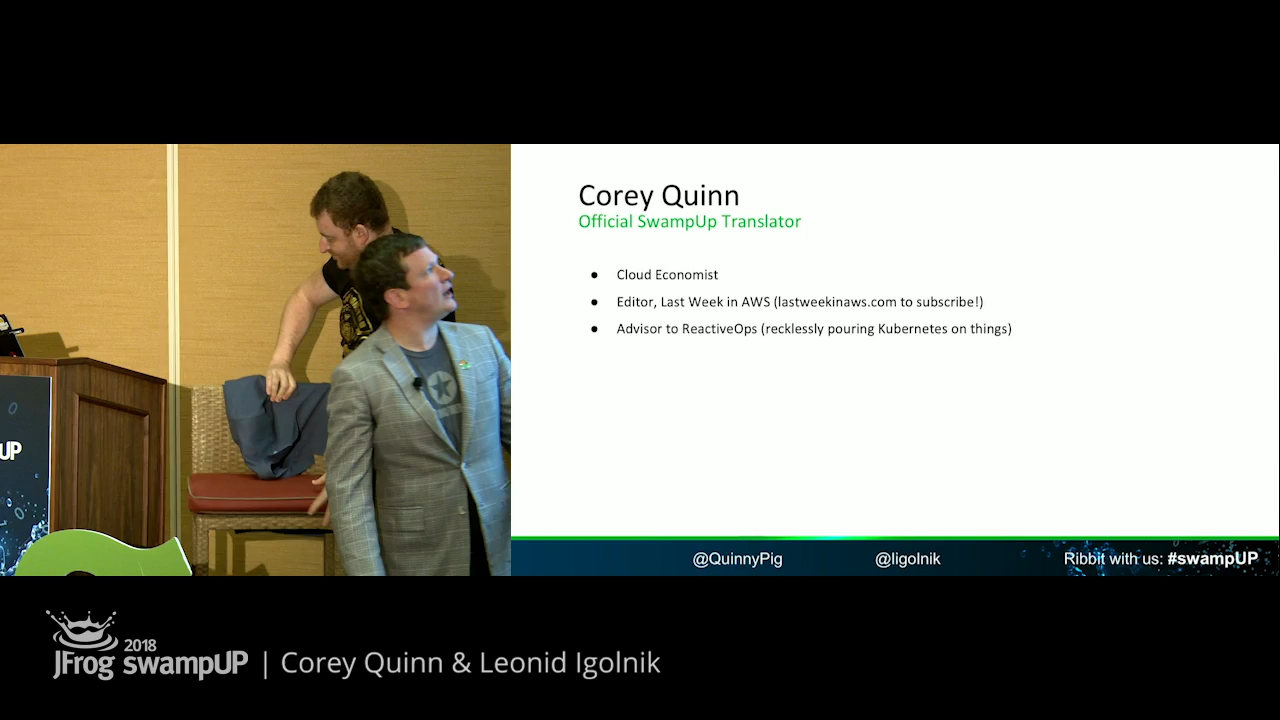 Corey Quinn
Official SwampUp Translator
● Cloud Economist
● Editor, Last Week in AWS (lastweekinaws.com to subscribe!)
● Advisor to ReactiveOps (recklessly pouring Kubernetes on things)
UP
@QuinnyPig @ligolnik Ribbit with us: #swampUP
2018
JFrog swampUP | Corey Quinn & Leonid Igolnik